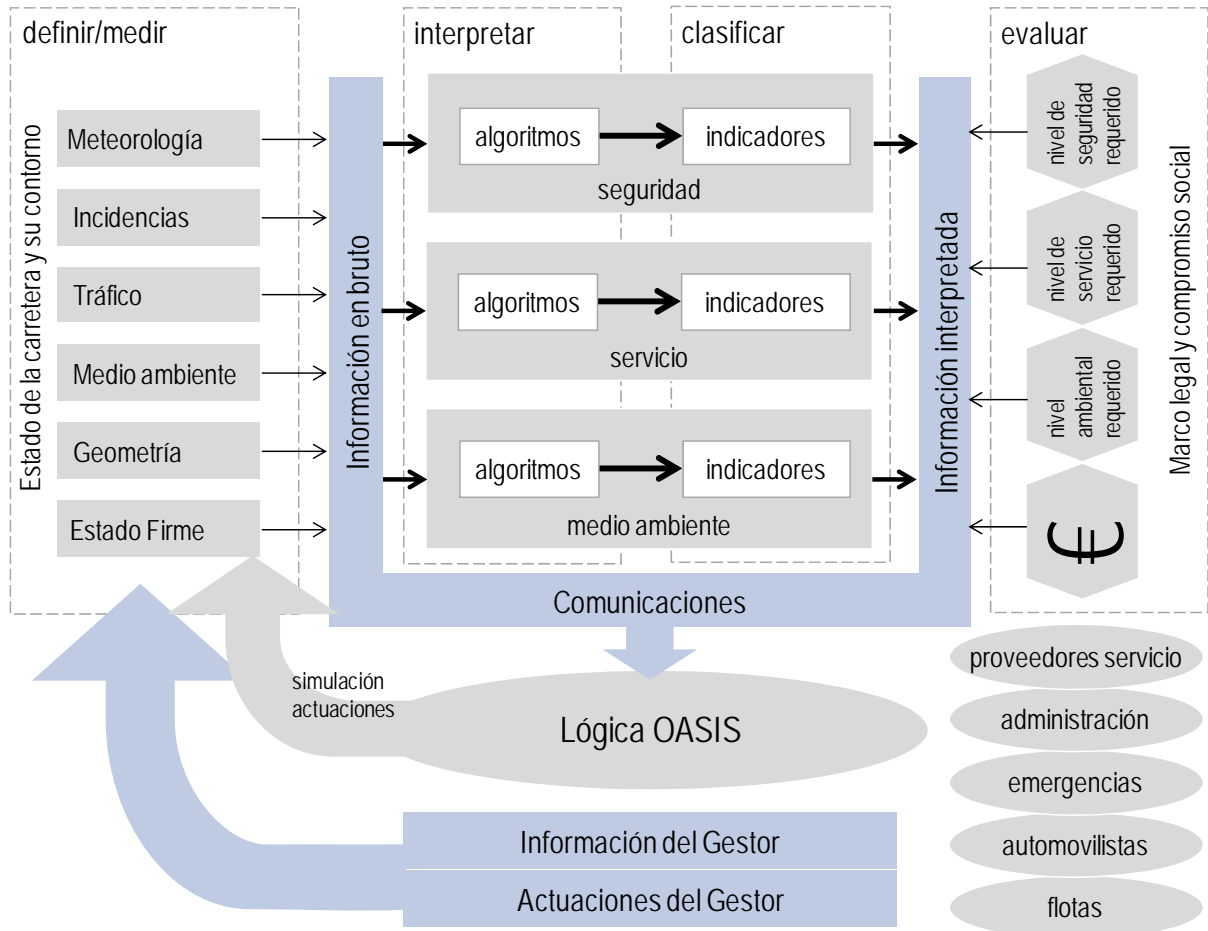 definir/medir
Estado de la carretera y su contorno
Meteorología
Incidencias
Tráfico
Medio ambiente
Geometría
Estado Firme
Información en bruto
interpretar
clasificar
algoritmos
indicadores
seguridad
algoritmos
indicadores
servicio
algoritmos
indicadores
medio ambiente
Información interpretada
Comunicaciones
evaluar
nivel de
seguridad
requerido
nivel de
servicio
requerido
nivel
ambiental
requerido
€
Marco legal y compromiso social
simulación
actuaciones
Lógica OASIS
Información del Gestor
Actuaciones del Gestor
proveedores servicio
administración
emergencias
automovilistas
flotas